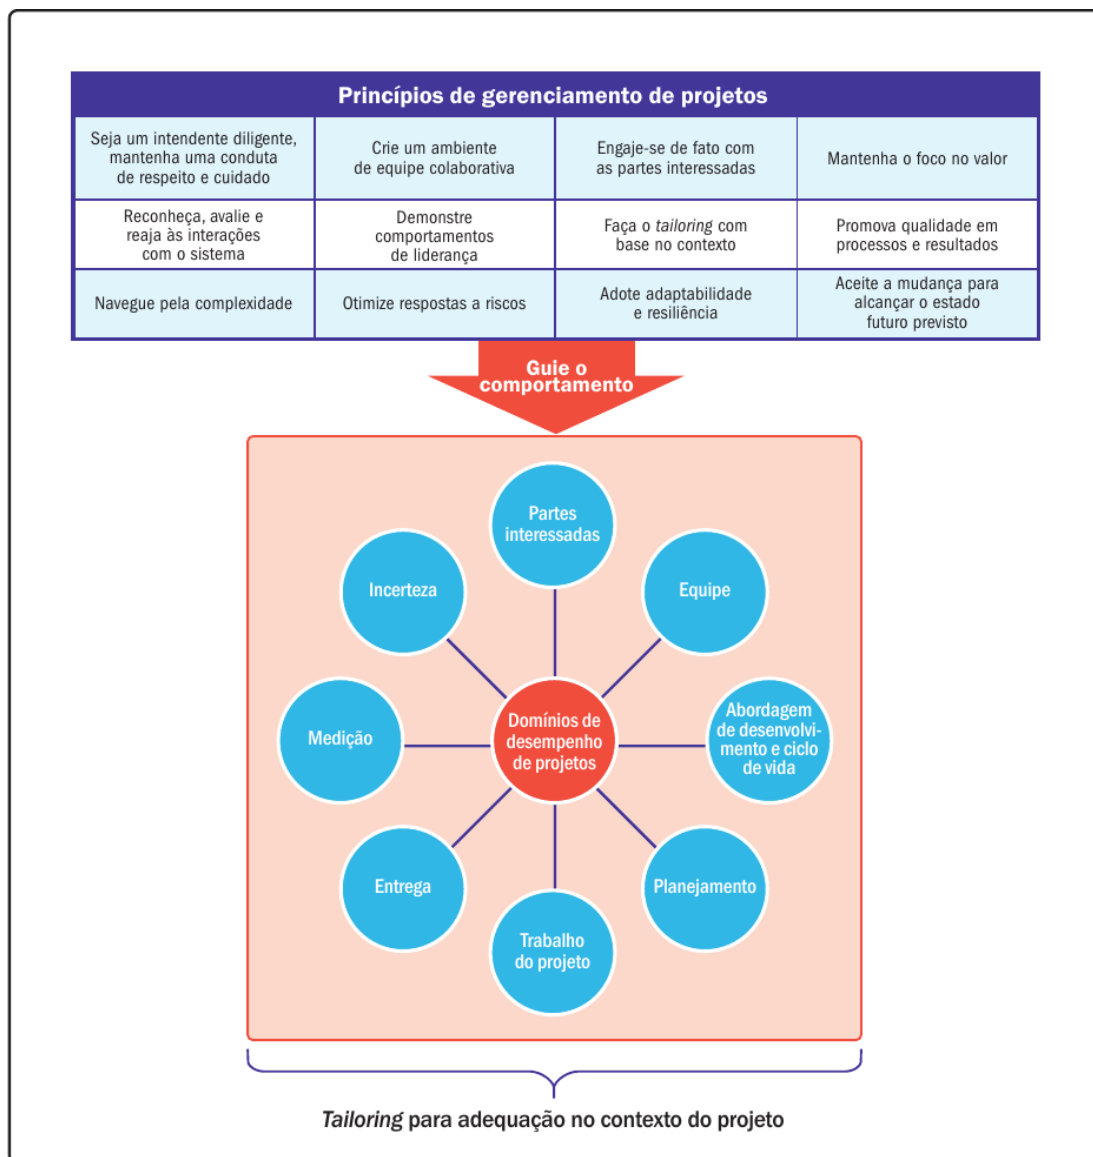 Princípios de gerenciamento de projetos
Seja um intendente diligente,
mantenha uma conduta
de respeito e cuidado
Crie um ambiente
de equipe colaborativa
Engaje-se de fato com
as partes interessadas
Mantenha o foco no valor
Reconheça, avalie e
reaja às interações
com o sistema
Demonstre
comportamentos
de liderança
Faça o tailoring com
base no contexto
Promova qualidade em
processos e resultados
Navegue pela complexidade
Otimize respostas a riscos
Adote adaptabilidade
e resiliência
Aceite a mudança para
alcançar o estado
futuro previsto
Guie o
comportamento
Partes
interessadas
Incerteza
Equipe
Medição
Domínios de
desempenho
de projetos
Abordagem
de desenvolvi-
mento e ciclo
de vida
Entrega
Planejamento
Trabalho
do projeto
Tailoring para adequação no contexto do projeto